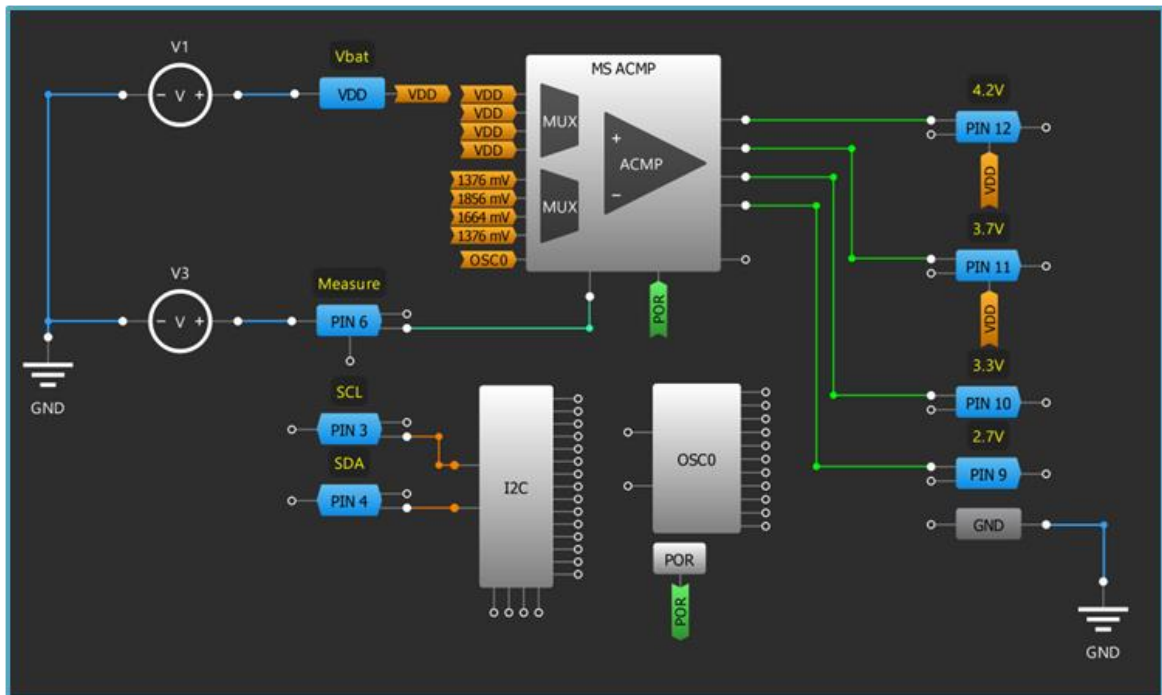 V1
− V +
Vbat
VDD
VDD
VDD
VDD
VDD
VDD
1376 mV
1856 mV
1664 mV
1376 mV
OSC0
MS ACMP
MUX
MUX
+
ACMP
−
POR
4.2V
PIN 12
VDD
3.7V
PIN 11
VDD
3.3V
PIN 10
2.7V
PIN 9
GND
GND
V3
− V +
Measure
PIN 6
GND
SCL
PIN 3
SDA
PIN 4
I2C
OSC0
POR
POR